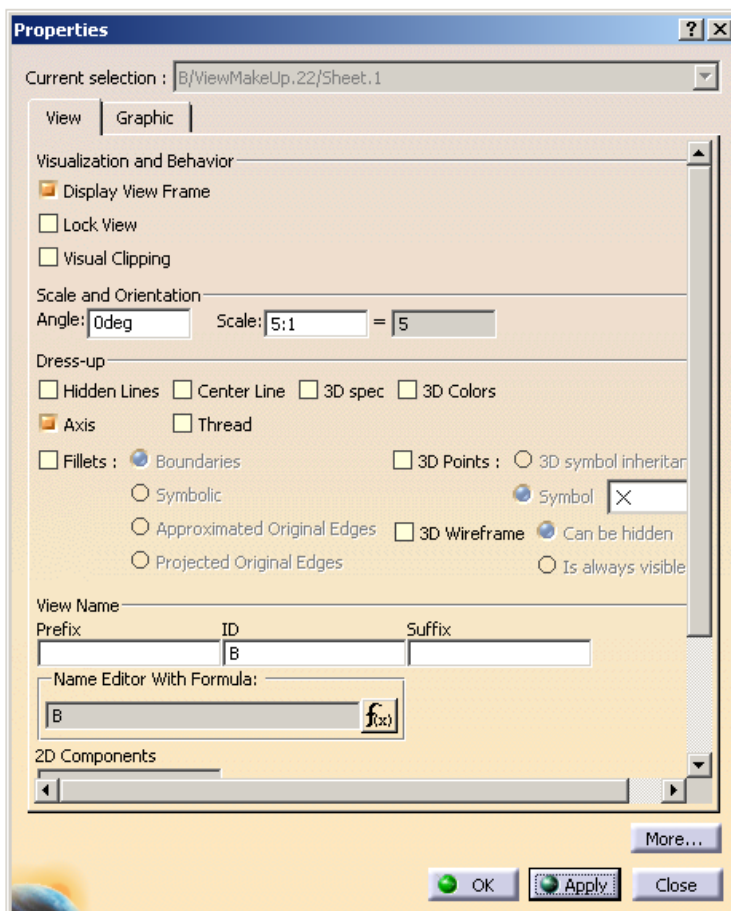 Properties
Current selection : B/ViewMakeUp.22/Sheet.1
View Graphic
Visualization and Behavior
Display View Frame
Lock View
Visual Clipping
Scale and Orientation
Angle: 0deg Scale: 5:1 = 5
Dress-up
Hidden Lines Center Line 3D spec 3D Colors
Axis Thread
Fillets : Boundaries 3D Points : 3D symbol inheritan
Symbolic Symbol
Approximated Original Edges 3D Wireframe Can be hidden
Projected Original Edges Is always visible
View Name
Prefix ID Suffix
B
Name Editor With Formula:
B f(x)
2D Components
More...
OK Apply Close